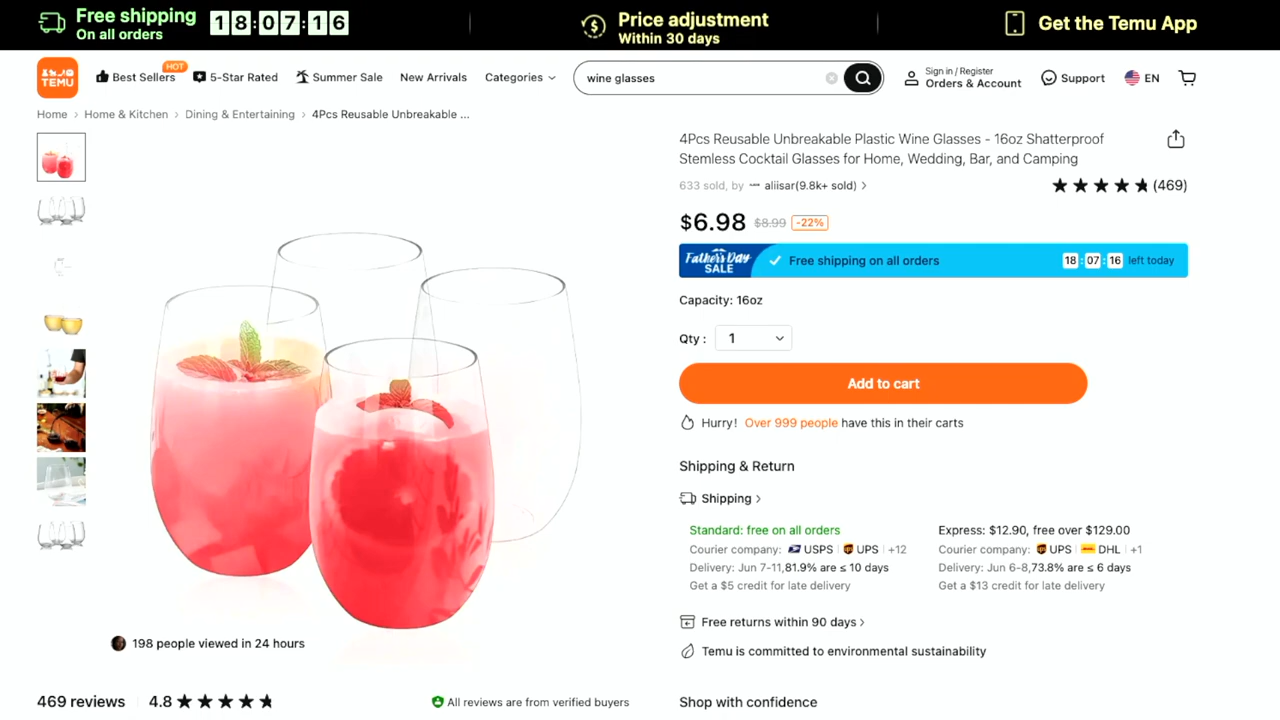 Free shipping
On all orders
18:07:16
Price adjustment
Within 30 days
Get the Temu App
TEMU
Best Sellers
HOT
5-Star Rated
Summer Sale
New Arrivals
Categories
wine glasses
Sign in / Register
Orders & Account
Support
EN
Home › Home & Kitchen › Dining & Entertaining › 4Pcs Reusable Unbreakable ...
4Pcs Reusable Unbreakable Plastic Wine Glasses - 16oz Shatterproof
Stemless Cocktail Glasses for Home, Wedding, Bar, and Camping
633 sold, by aliisar(9.8k+ sold) >
(469)
$6.98 $8.99 -22%
Father's Day
SALE
Free shipping on all orders
18:07:16 left today
Capacity: 16oz
Qty : 1
Add to cart
Hurry! Over 999 people have this in their carts
Shipping & Return
Shipping >
Standard: free on all orders
Courier company: USPS | UPS | +12
Delivery: Jun 7-11,81.9% are ≤ 10 days
Get a $5 credit for late delivery
Express: $12.90, free over $129.00
Courier company: UPS | DHL | +1
Delivery: Jun 6-8,73.8% are ≤ 6 days
Get a $13 credit for late delivery
Free returns within 90 days >
Temu is committed to environmental sustainability
198 people viewed in 24 hours
469 reviews 4.8
All reviews are from verified buyers
Shop with confidence